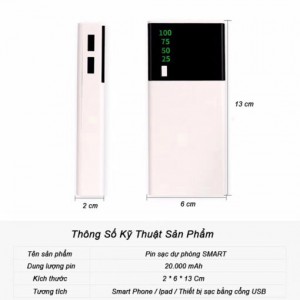 100
75
50
25
13 cm
2 cm
6 cm
Thông Số Kỹ Thuật Sản Phẩm
Tên sản phẩm Pin sạc dự phòng SMART
Dung lượng pin 20.000 mAh
Kích thước 2 * 6 * 13 Cm
Tương tích Smart Phone / Ipad / Thiết bị sạc bằng cổng USB